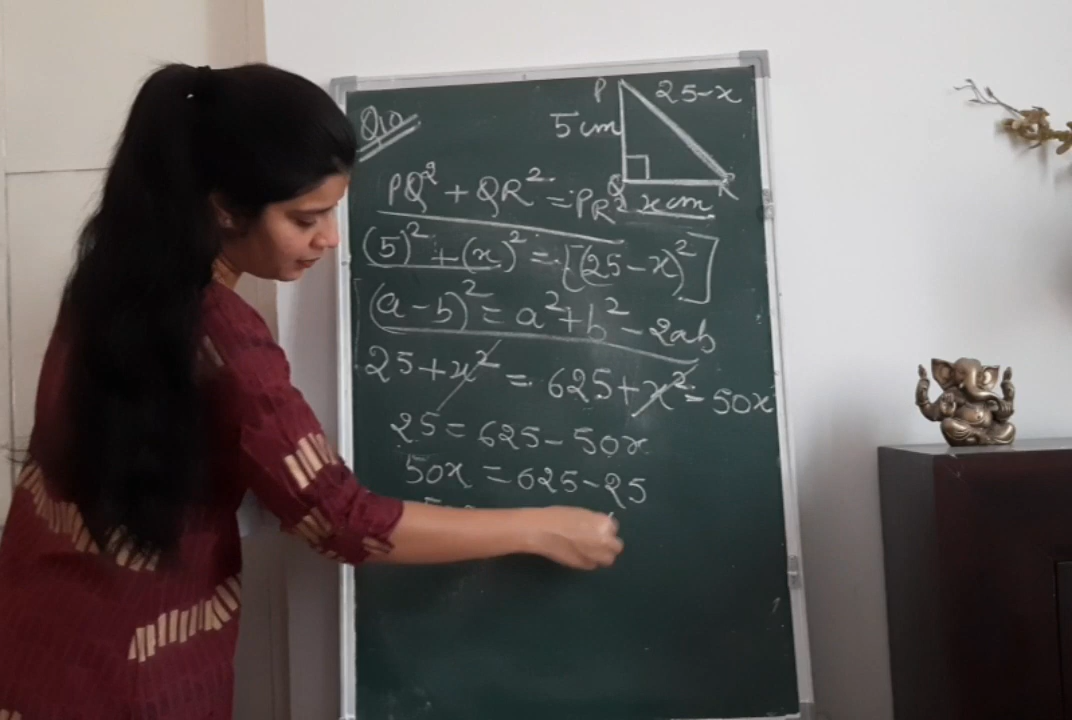 Q10
P 25-x
5cm
Q R
x cm
PQ² + QR² = PR²
(5)² + (x)² = [(25-x)²]
[(a-b)² = a² + b² - 2ab
25 + x² = 625 + x² - 50x
25 = 625 - 50x
50x = 625 - 25